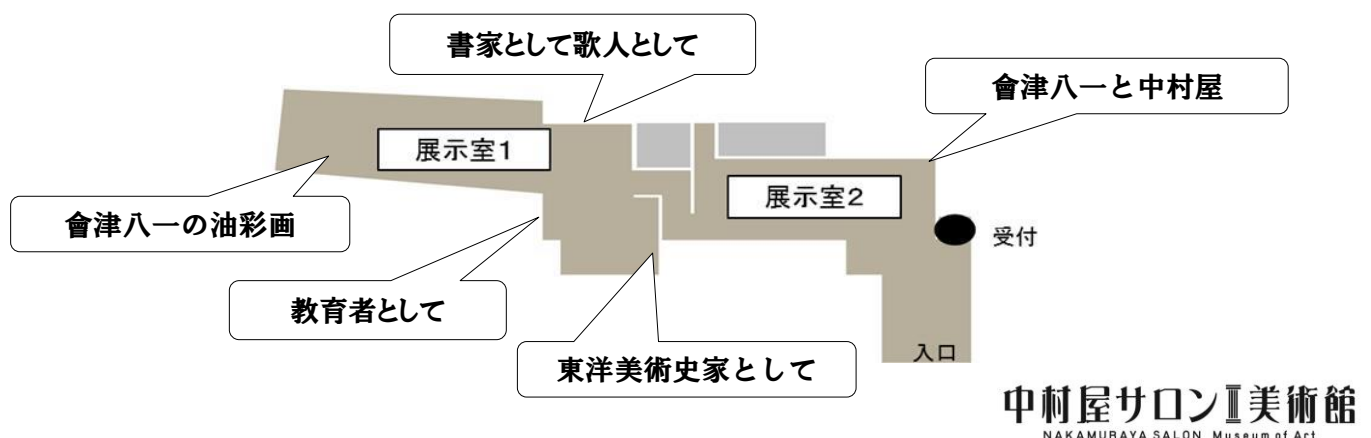 書家として歌人として
會津八一と中村屋
展示室1
展示室2
會津八一の油彩画
受付
教育者として
入口
東洋美術史家として
中村屋サロン美術館
NAKAMURAYA SALON Museum of Art